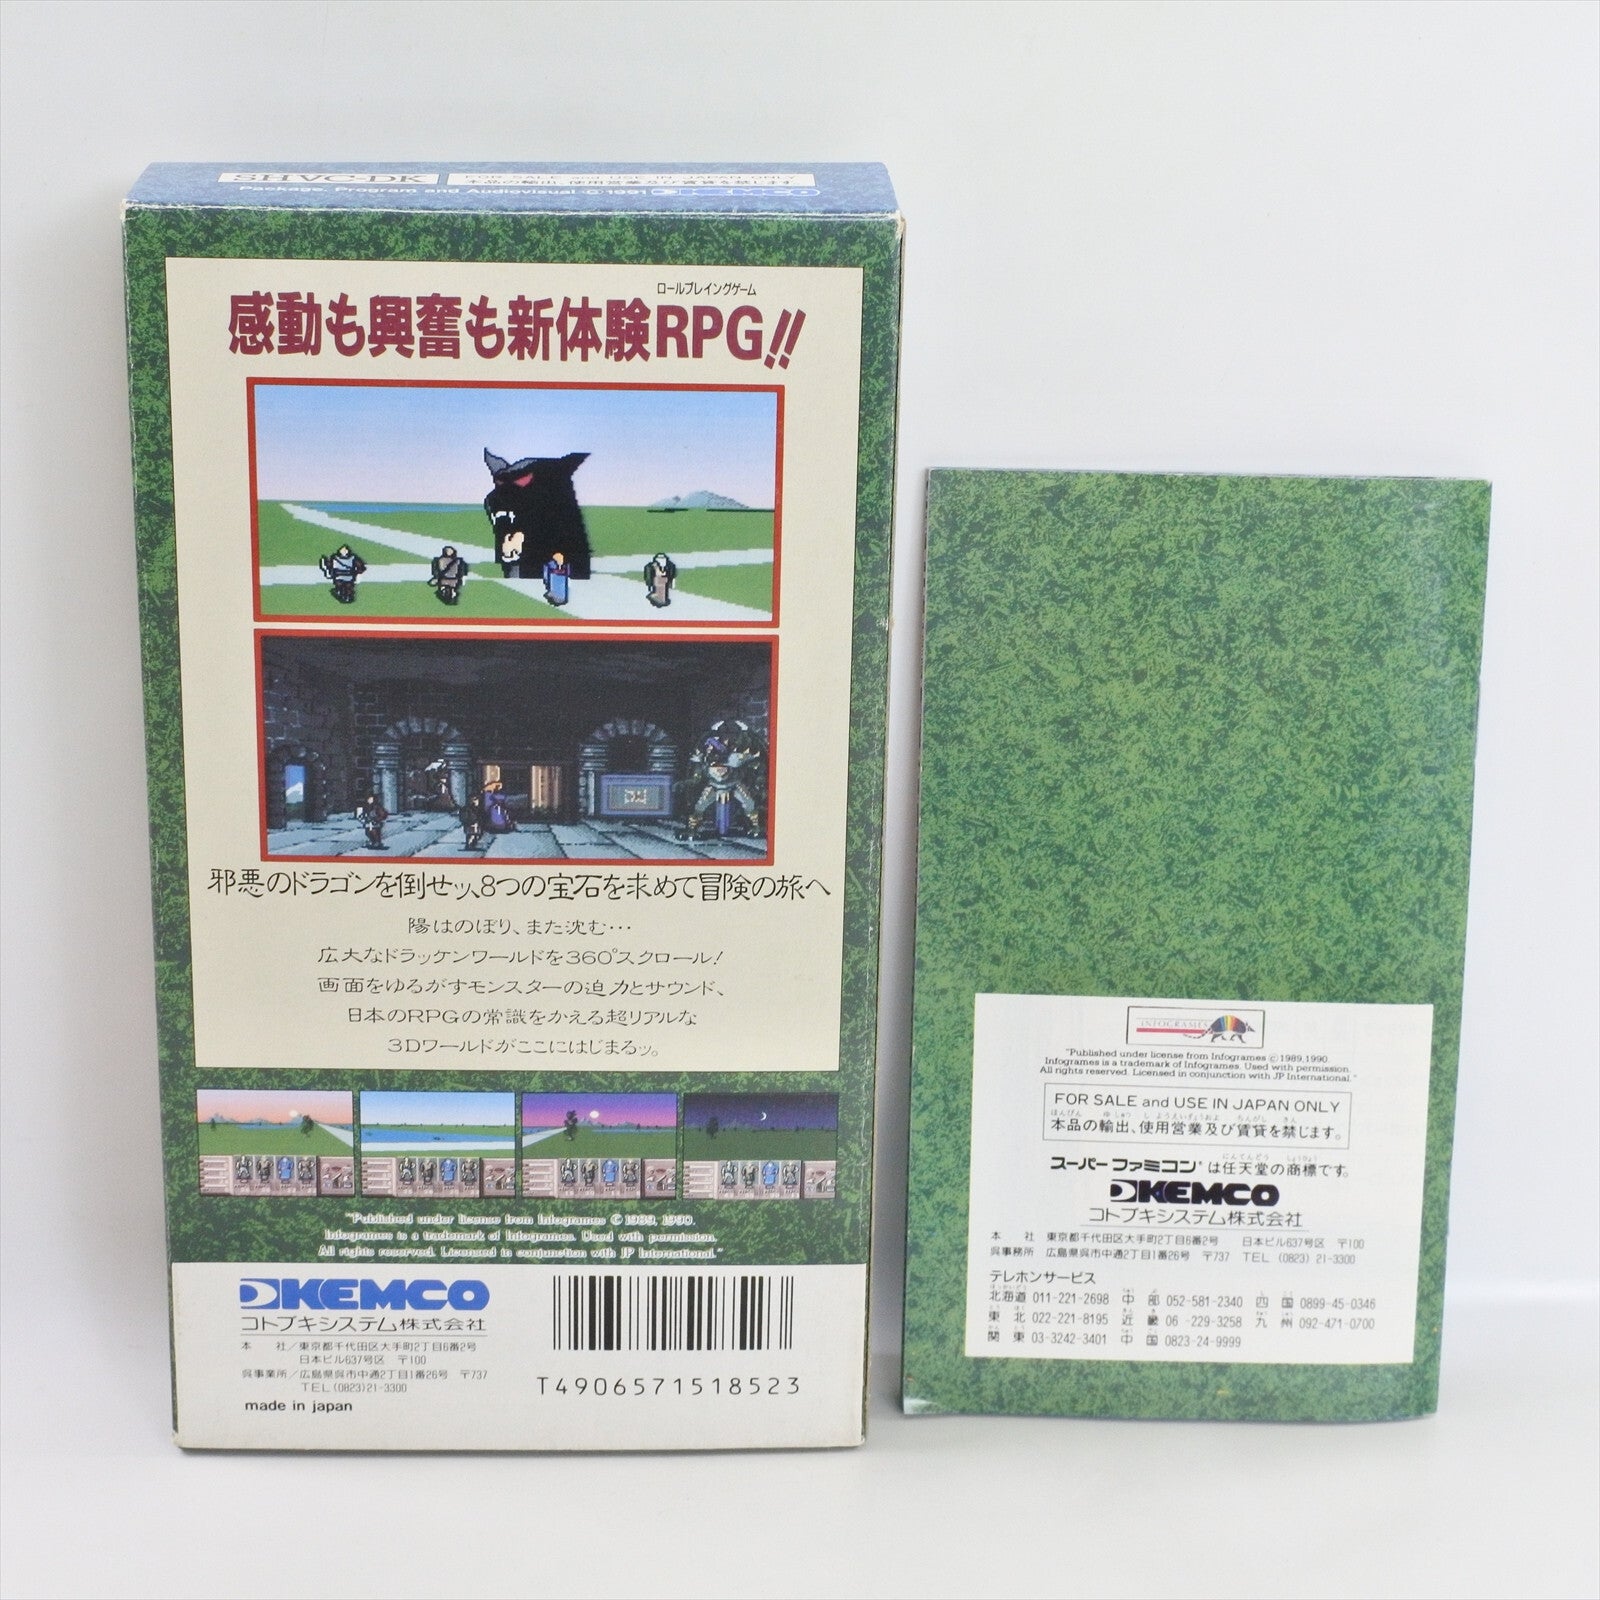 SHVC-DK
FOR SALE and USE IN JAPAN ONLY
本品の輸出、使用営業及び賃貸を禁じます。
Package, Program and Audiovisual ©1991 KEMCO
ロールプレイングゲーム
感動も興奮も新体験RPG!!
邪悪のドラゴンを倒せッ、8つの宝石を求めて冒険の旅へ
陽はのぼり、また沈む…
広大なドラッケンワールドを360°スクロール!
画面をゆるがすモンスターの迫力とサウンド、
日本のRPGの常識をかえる超リアルな
3Dワールドがここにはじまるッ。
"Published under license from Infogrames © 1989, 1990.
Infogrames is a trademark of Infogrames. Used with permission.
All rights reserved. Licensed in conjunction with JP International."
KEMCO
コトブキシステム株式会社
本 社/東京都千代田区大手町2丁目6番2号
日本ビル637号区 〒100
呉事業所/広島県呉市中通2丁目1番26号 〒737
TEL (0823)21-3300
made in japan
T4906571518523
INFOGRAMES
"Published under license from Infogrames © 1989,1990.
Infogrames is a trademark of Infogrames. Used with permission.
All rights reserved. Licensed in conjunction with JP International."
FOR SALE and USE IN JAPAN ONLY
本品の輸出、使用営業及び賃貸を禁じます。
スーパーファミコン®は任天堂の商標です。
KEMCO
コトブキシステム株式会社
本 社 東京都千代田区大手町2丁目6番2号 日本ビル637号区 〒100
呉事務所 広島県呉市中通2丁目1番26号 〒737 TEL (0823) 21-3300
テレホンサービス
北海道 011-221-2698 中 部 052-581-2340 四 国 0899-45-0346
東 北 022-221-8195 近 畿 06-229-3258 九 州 092-471-0700
関 東 03-3242-3401 中 国 0823-24-9999